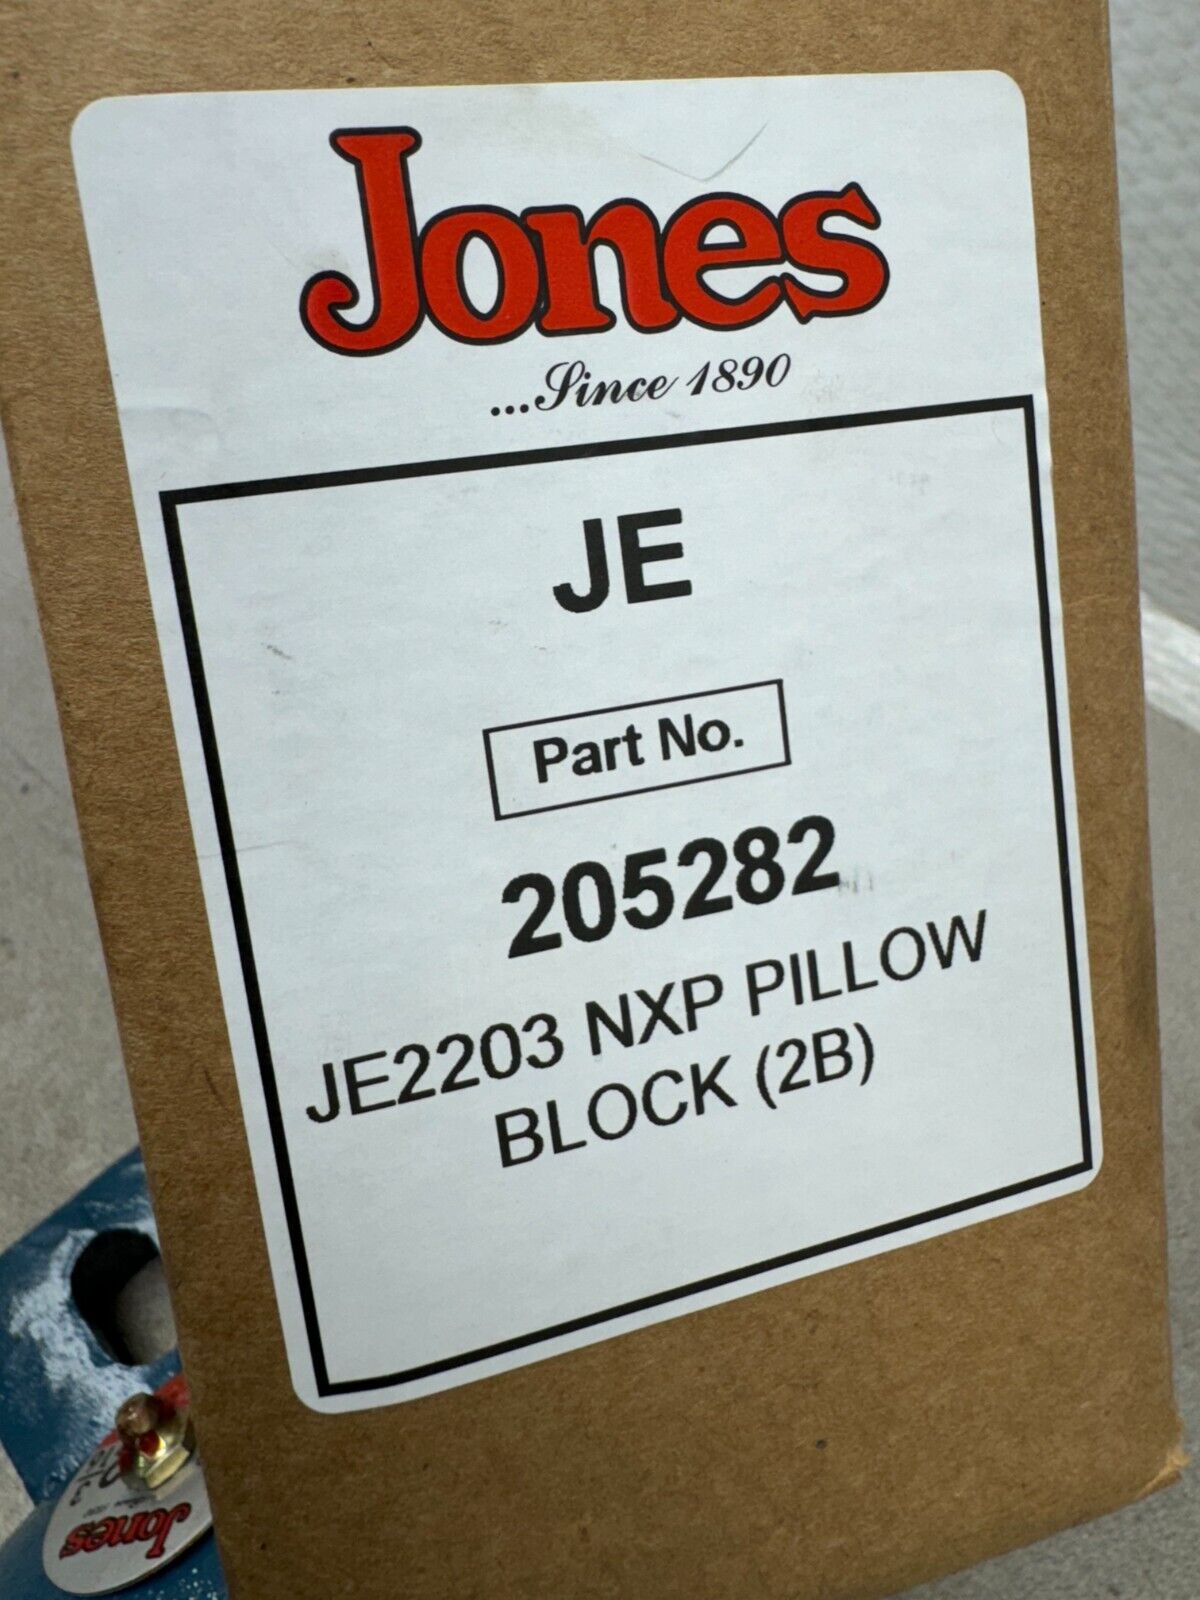 Jones
...Since 1890
JE
Part No.
205282
JE2203 NXP PILLOW
BLOCK (2B)
Jones